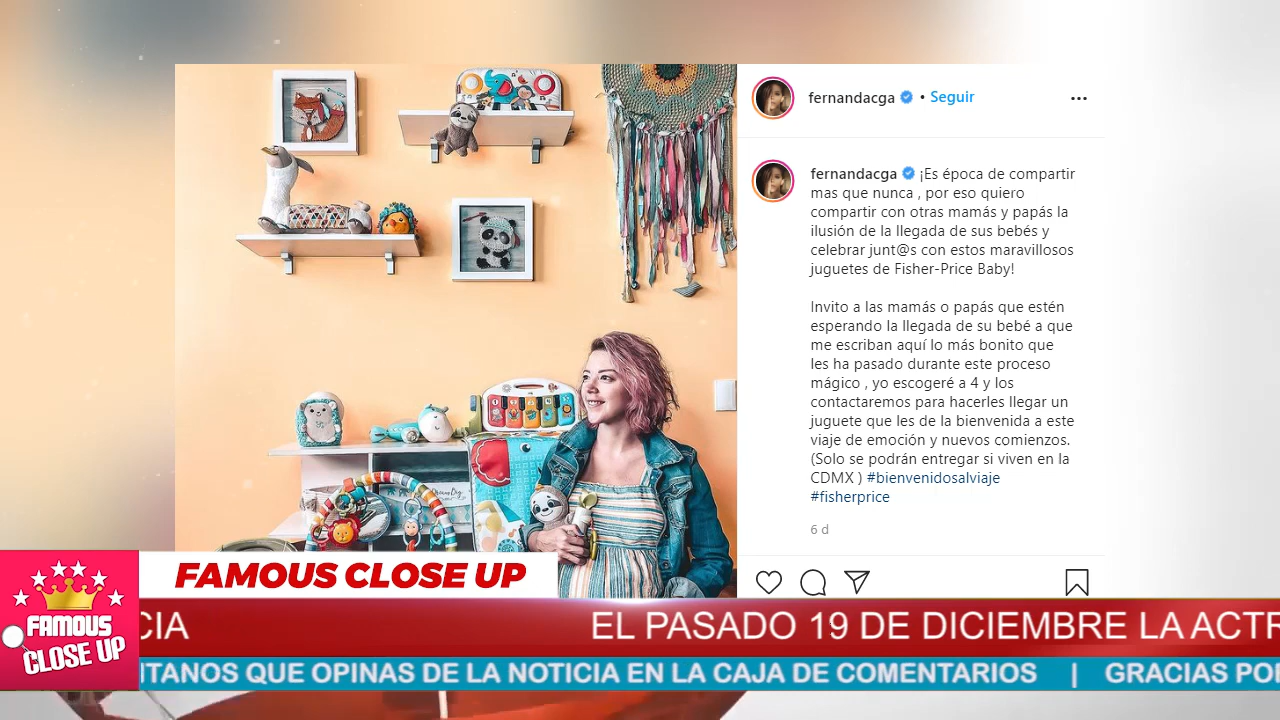 fernandacga • Seguir
fernandacga ¡Es época de compartir
mas que nunca , por eso quiero
compartir con otras mamás y papás la
ilusión de la llegada de sus bebés y
celebrar junt@s con estos maravillosos
juguetes de Fisher-Price Baby!
Invito a las mamás o papás que estén
esperando la llegada de su bebé a que
me escriban aquí lo más bonito que
les ha pasado durante este proceso
mágico , yo escogeré a 4 y los
contactaremos para hacerles llegar un
juguete que les de la bienvenida a este
viaje de emoción y nuevos comienzos.
(Solo se podrán entregar si viven en la
CDMX ) #bienvenidosalviaje
#fisherprice
6 d
FAMOUS CLOSE UP
FAMOUS
CLOSE UP
CIA EL PASADO 19 DE DICIEMBRE LA ACTR
ITANOS QUE OPINAS DE LA NOTICIA EN LA CAJA DE COMENTARIOS | GRACIAS POR